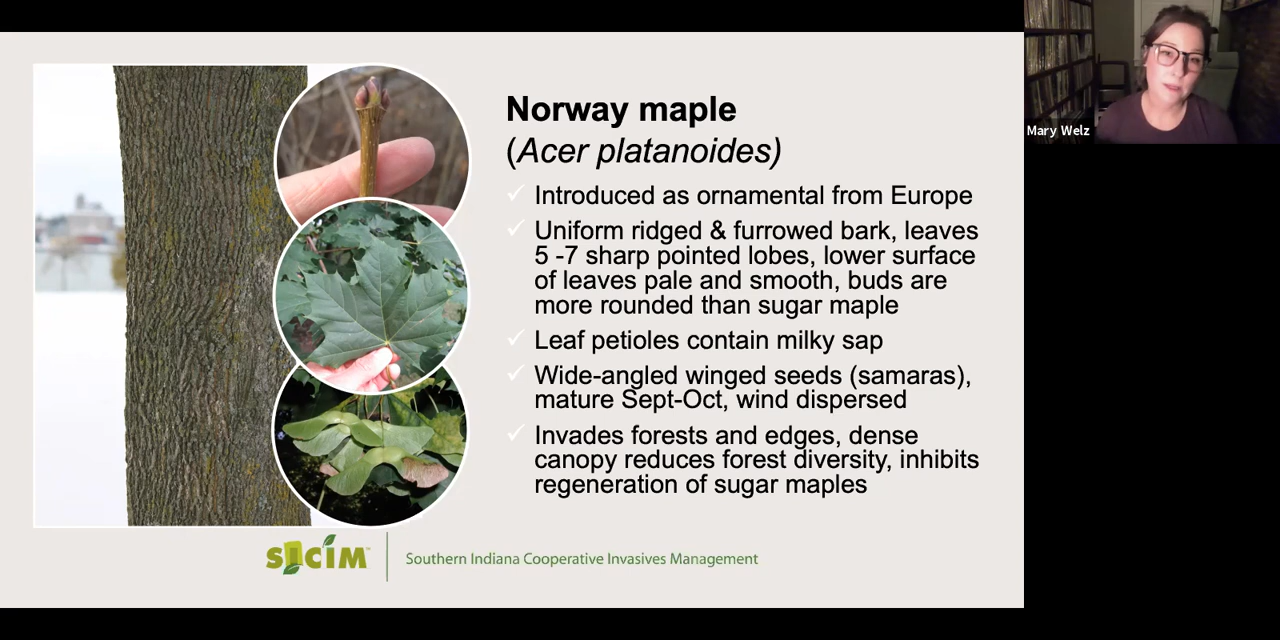 Norway maple
(Acer platanoides)
Introduced as ornamental from Europe
Uniform ridged & furrowed bark, leaves
5 -7 sharp pointed lobes, lower surface
of leaves pale and smooth, buds are
more rounded than sugar maple
Leaf petioles contain milky sap
Wide-angled winged seeds (samaras),
mature Sept-Oct, wind dispersed
Invades forests and edges, dense
canopy reduces forest diversity, inhibits
regeneration of sugar maples
SICIM™
Southern Indiana Cooperative Invasives Management
Mary Welz